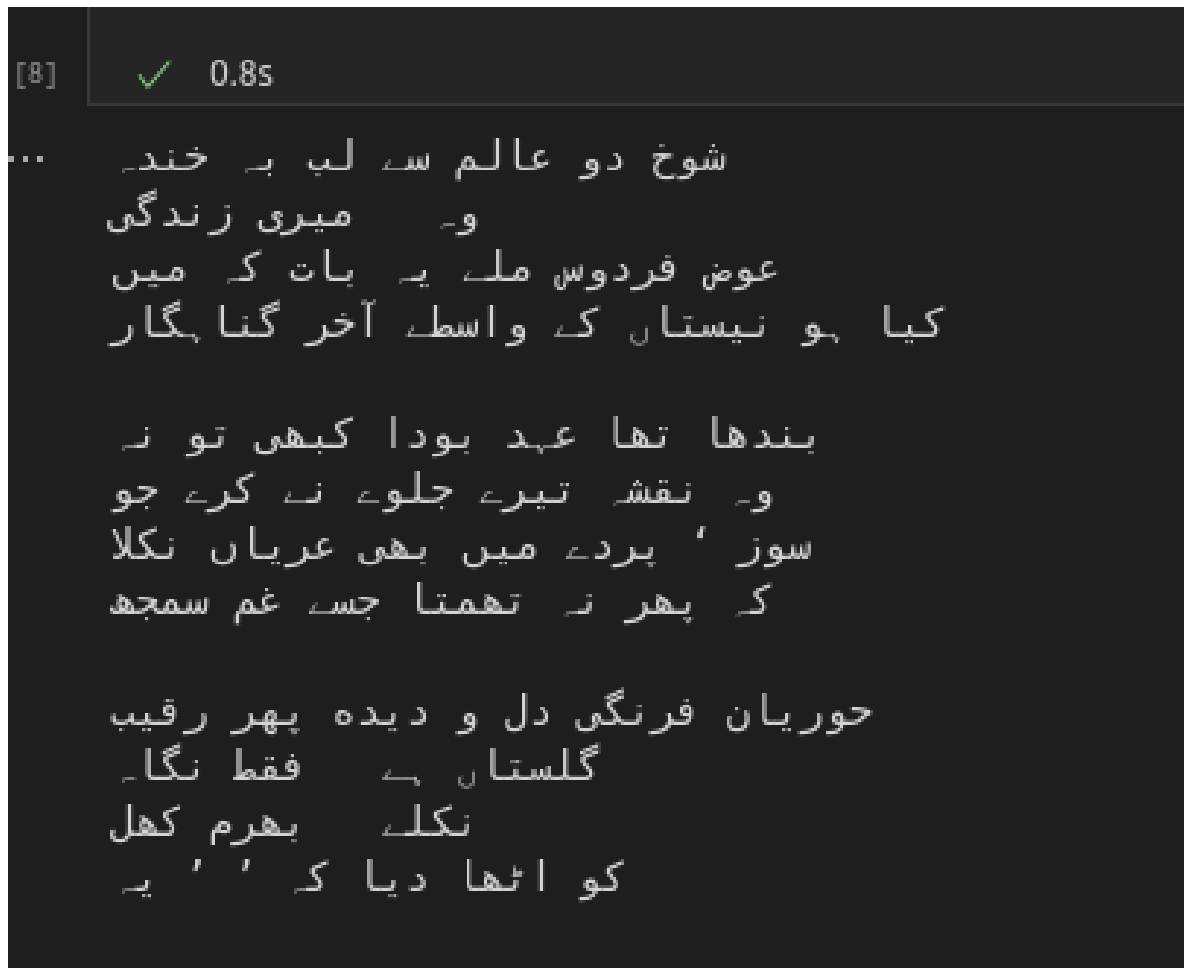 [8] ✓ 0.8s
...
شوخ دو عالم سے لب بہ خندہ
وہ میری زندگی
عوض فردوس ملے یہ بات کہ میں
کیا ہو نیستاں کے واسطے آخر گناہگار
بندھا تھا عہد بودا کبھی تو نہ
وہ نقشہ تیرے جلوے نے کرے جو
سوز ‘ پردے میں بھی عریاں نکلا
کہ پھر نہ تھمتا جسے غم سمجھ
حوریان فرنگی دل و دیدہ پھر رقیب
گلستاں ہے فقط نگاہ
نکلے بھرم کھل
کو اٹھا دیا کہ ’ ’ یہ